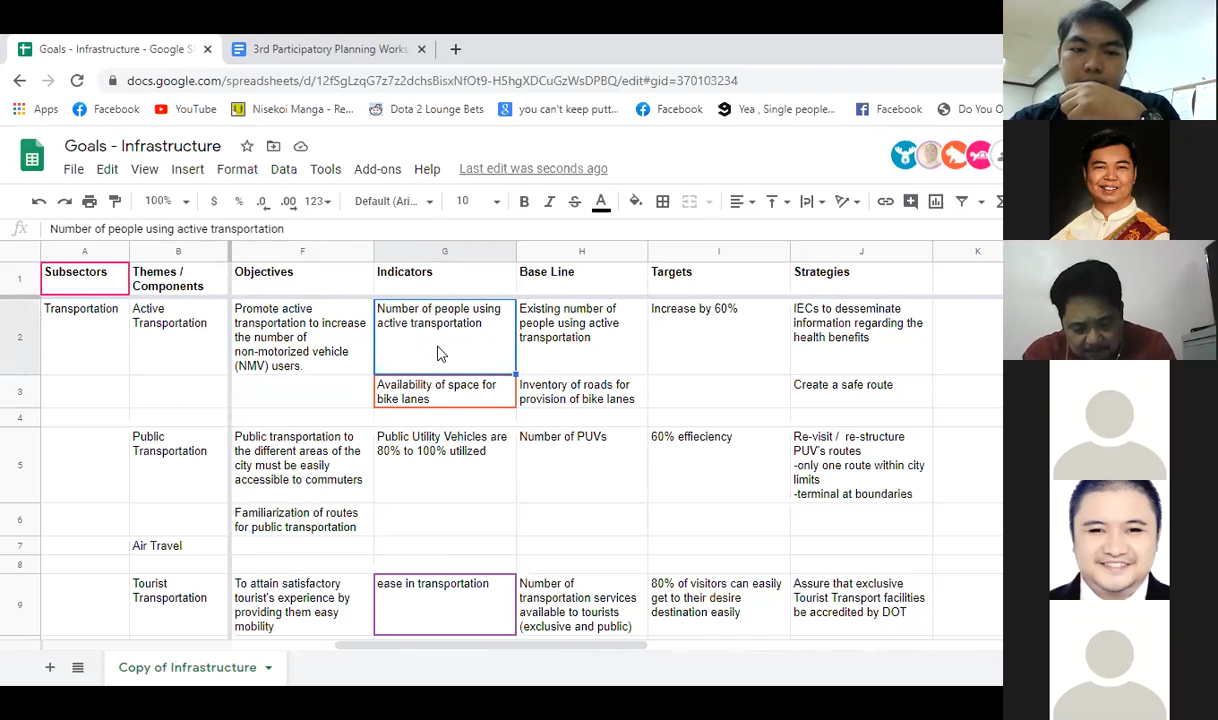 Goals - Infrastructure - Google S
3rd Participatory Planning Works
docs.google.com/spreadsheets/d/12fSgLzqG7z7z2dchsBisxNfOt9-H5hgXDCuGzWsDPBQ/edit#gid=370103234
Apps Facebook YouTube Nisekoi Manga - Re... Dota 2 Lounge Bets you can't keep putt... Facebook Yea , Single people... Facebook Do You O
Goals - Infrastructure
File Edit View Insert Format Data Tools Add-ons Help Last edit was seconds ago
100% $ % .0 .00 123 Default (Ari... 10 B I S A
fx Number of people using active transportation
A B F G H I J K
1 Subsectors
Themes /
Components
Objectives
Indicators
Base Line
Targets
Strategies
2 Transportation
Active
Transportation
Promote active
transportation to increase
the number of
non-motorized vehicle
(NMV) users.
Number of people using
active transportation
Existing number of
people using active
transportation
Increase by 60%
IECs to desseminate
information regarding the
health benefits
3
Availability of space for
bike lanes
Inventory of roads for
provision of bike lanes
Create a safe route
4
5
Public
Transportation
Public transportation to
the different areas of the
city must be easily
accessible to commuters
Public Utility Vehicles are
80% to 100% utilized
Number of PUVs
60% effieciency
Re-visit / re-structure
PUV's routes
-only one route within city
limits
-terminal at boundaries
6
Familiarization of routes
for public transportation
7 Air Travel
8
9
Tourist
Transportation
To attain satisfactory
tourist's experience by
providing them easy
mobility
ease in transportation
Number of
transportation services
available to tourists
(exclusive and public)
80% of visitors can easily
get to their desire
destination easily
Assure that exclusive
Tourist Transport facilities
be accredited by DOT
Copy of Infrastructure